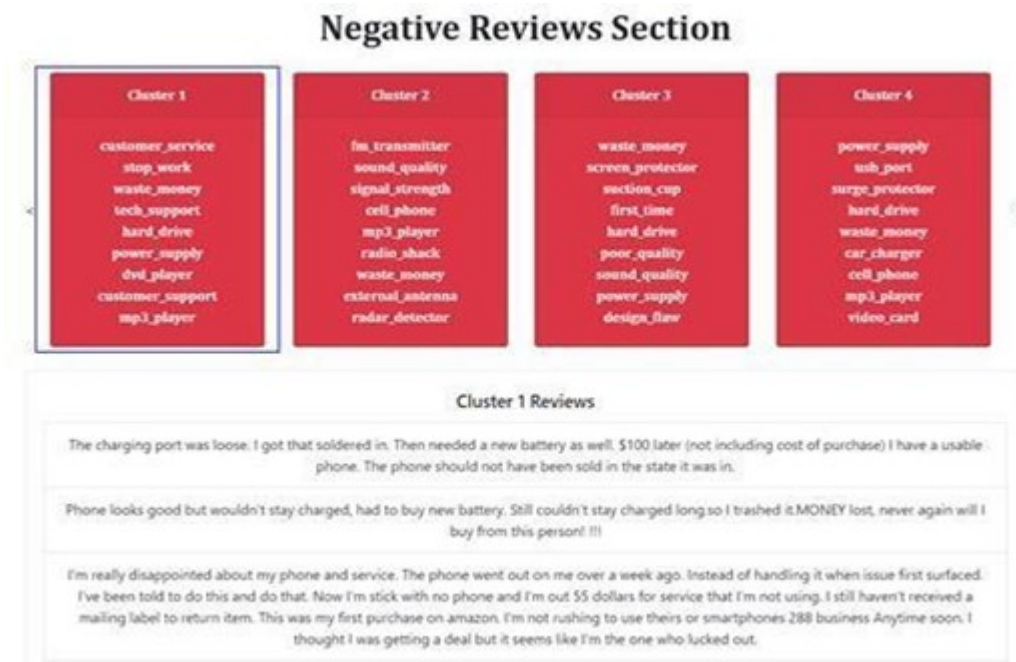 Negative Reviews Section
Cluster 1
customer_service
stop_work
waste_money
tech_support
hard_drive
power_supply
dvd_player
customer_support
mp3_player
Cluster 2
fm_transmitter
sound_quality
signal_strength
cell_phone
mp3_player
radio_shack
waste_money
external_antenna
radar_detector
Cluster 3
waste_money
screen_protector
suction_cup
first_time
hard_drive
poor_quality
sound_quality
power_supply
design_flaw
Cluster 4
power_supply
usb_port
surge_protector
hard_drive
waste_money
car_charger
cell_phone
mp3_player
video_card
Cluster 1 Reviews
The charging port was loose. I got that soldered in. Then needed a new battery as well. $100 later (not including cost of purchase) I have a usable
phone. The phone should not have been sold in the state it was in.
Phone looks good but wouldn't stay charged, had to buy new battery. Still couldn't stay charged long.so I trashed it.MONEY lost, never again will I
buy from this person! !!!
I'm really disappointed about my phone and service. The phone went out on me over a week ago. Instead of handling it when issue first surfaced.
I've been told to do this and do that. Now I'm stick with no phone and I'm out $5 dollars for service that I'm not using. I still haven't received a
mailing label to return item. This was my first purchase on amazon. I'm not rushing to use theirs or smartphones 288 business Anytime soon. I
thought I was getting a deal but it seems like I'm the one who lucked out.